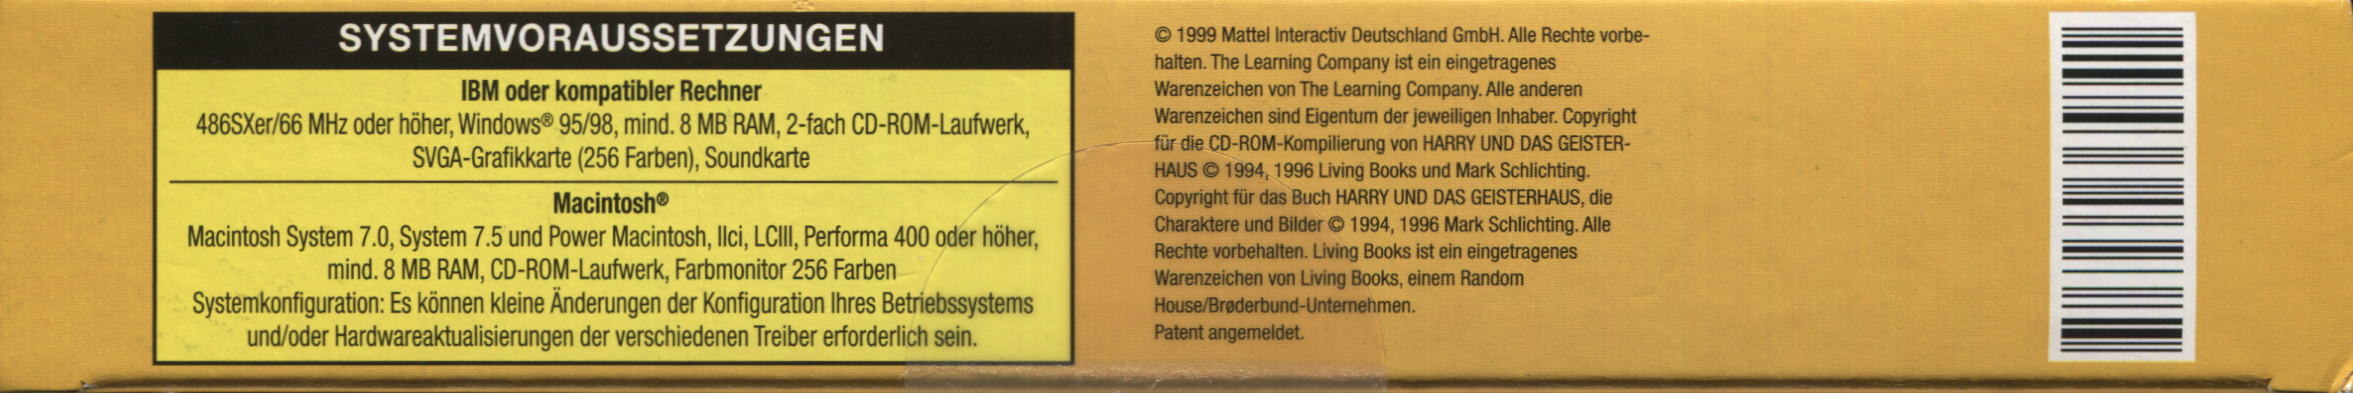 SYSTEMVORAUSSETZUNGEN
IBM oder kompatibler Rechner
486SXer/66 MHz oder höher, Windows® 95/98, mind. 8 MB RAM, 2-fach CD-ROM-Laufwerk,
SVGA-Grafikkarte (256 Farben), Soundkarte
Macintosh®
Macintosh System 7.0, System 7.5 und Power Macintosh, IIci, LCIII, Performa 400 oder höher,
mind. 8 MB RAM, CD-ROM-Laufwerk, Farbmonitor 256 Farben
Systemkonfiguration: Es können kleine Änderungen der Konfiguration Ihres Betriebssystems
und/oder Hardwareaktualisierungen der verschiedenen Treiber erforderlich sein.
© 1999 Mattel Interactiv Deutschland GmbH. Alle Rechte vorbe-
halten. The Learning Company ist ein eingetragenes
Warenzeichen von The Learning Company. Alle anderen
Warenzeichen sind Eigentum der jeweiligen Inhaber. Copyright
für die CD-ROM-Kompilierung von HARRY UND DAS GEISTER-
HAUS © 1994, 1996 Living Books und Mark Schlichting.
Copyright für das Buch HARRY UND DAS GEISTERHAUS, die
Charaktere und Bilder © 1994, 1996 Mark Schlichting. Alle
Rechte vorbehalten. Living Books ist ein eingetragenes
Warenzeichen von Living Books, einem Random
House/Brøderbund-Unternehmen.
Patent angemeldet.